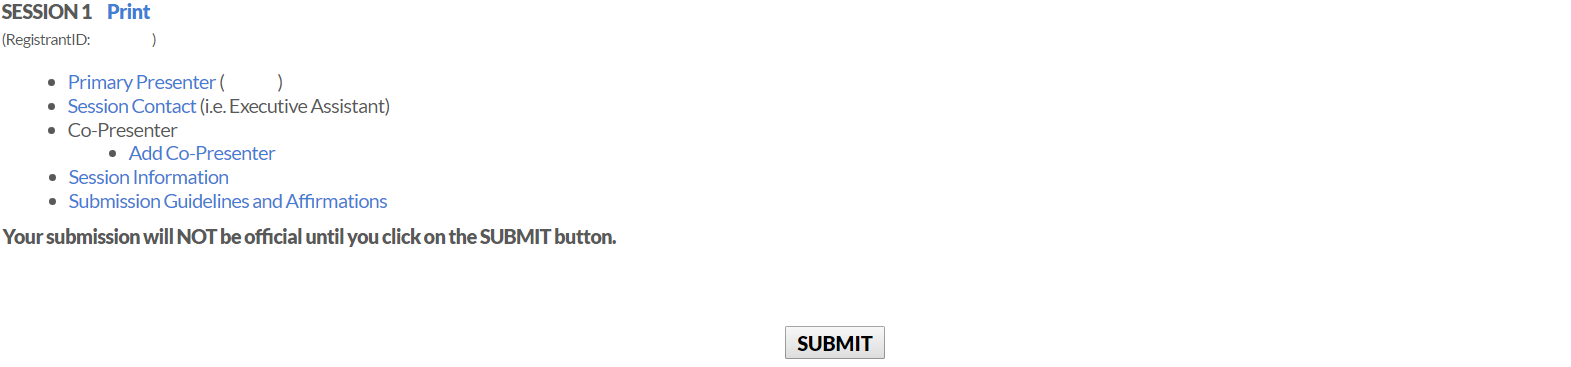 SESSION 1 Print
(RegistrantID: )
• Primary Presenter ( )
• Session Contact (i.e. Executive Assistant)
• Co-Presenter
• Add Co-Presenter
• Session Information
• Submission Guidelines and Affirmations
Your submission will NOT be official until you click on the SUBMIT button.
SUBMIT